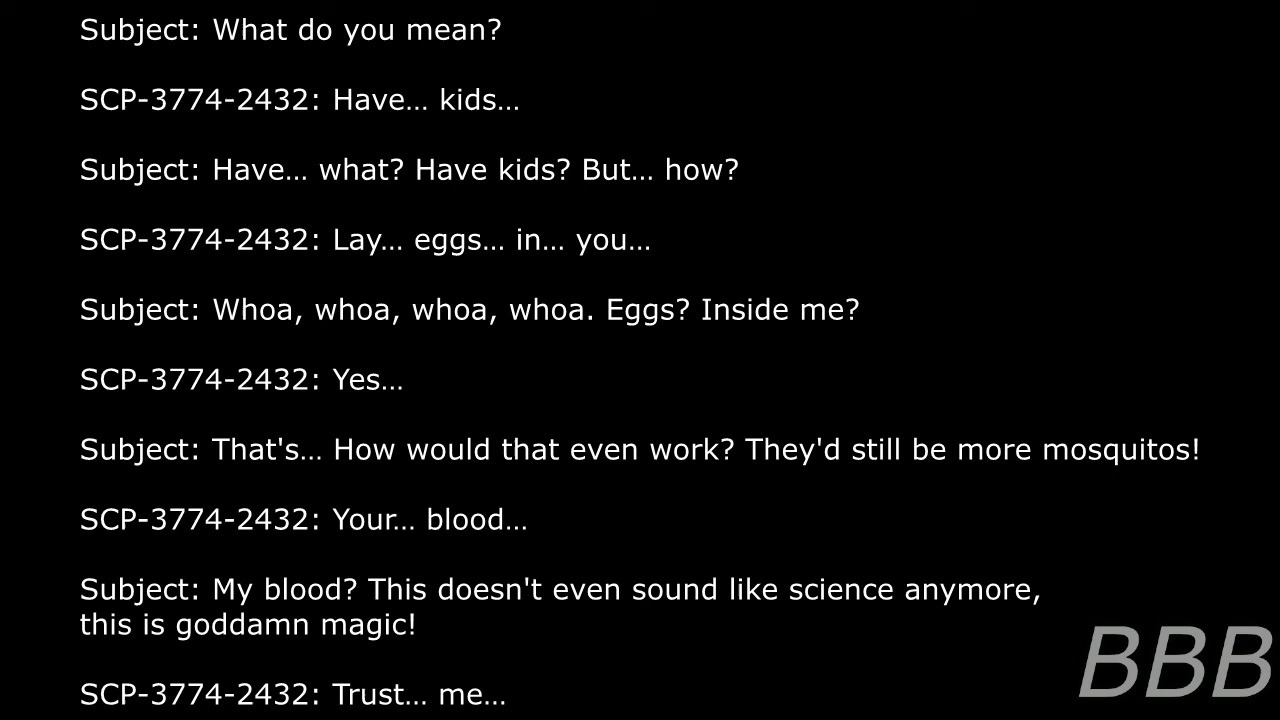 Subject: What do you mean?
SCP-3774-2432: Have… kids…
Subject: Have… what? Have kids? But… how?
SCP-3774-2432: Lay… eggs… in… you…
Subject: Whoa, whoa, whoa, whoa. Eggs? Inside me?
SCP-3774-2432: Yes…
Subject: That's… How would that even work? They'd still be more mosquitos!
SCP-3774-2432: Your… blood…
Subject: My blood? This doesn't even sound like science anymore,
this is goddamn magic!
SCP-3774-2432: Trust… me…
BBB